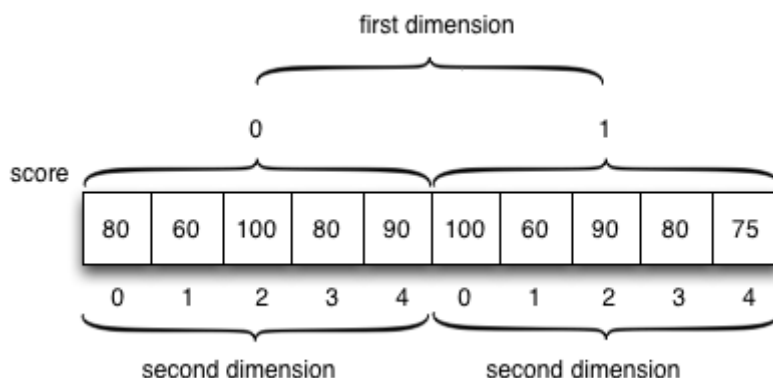 first dimension
0 1
score
80 60 100 80 90 100 60 90 80 75
0 1 2 3 4 0 1 2 3 4
second dimension second dimension